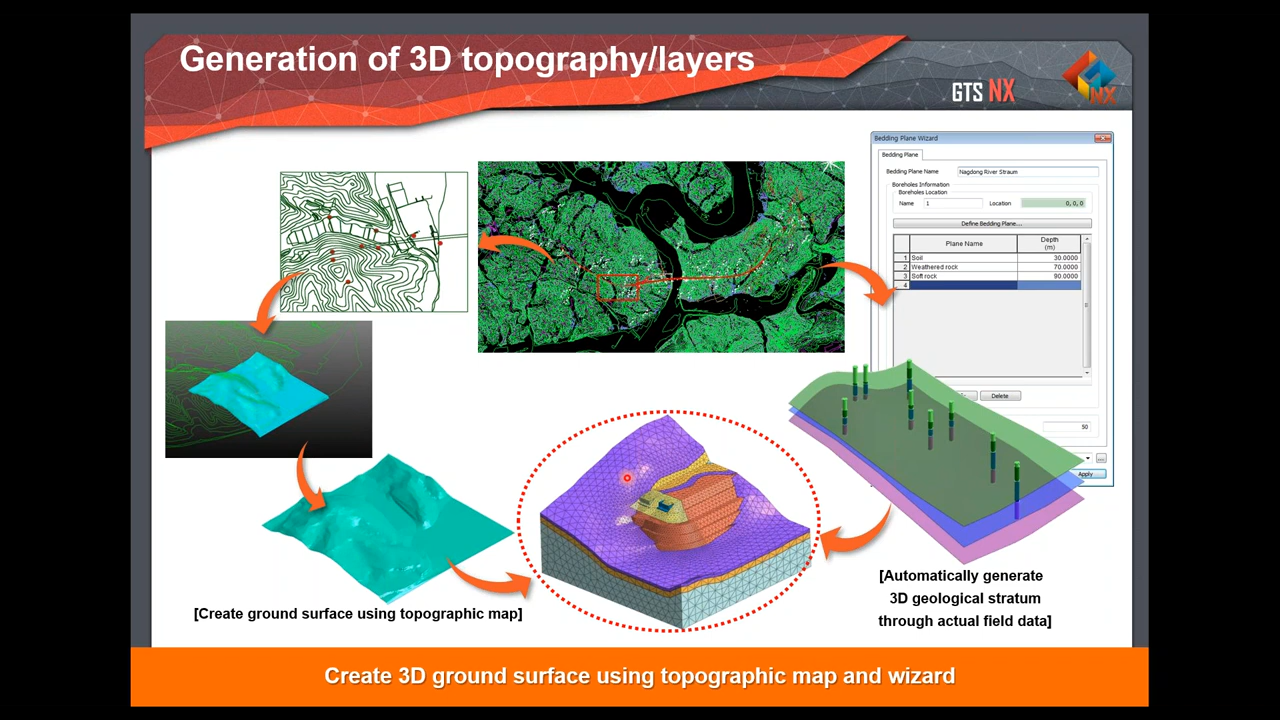 Generation of 3D topography/layers
GTS NX
NX
Bedding Plane Wizard
Bedding Plane
Bedding Plane Name
Nagdong River Straum
Boreholes Information
Boreholes Location
Name
1
Location
0, 0, 0
Define Bedding Plane...
Plane Name
Depth
(m)
1 Soil 30.0000
2 Weathered rock 70.0000
3 Soft rock 90.0000
4
Delete
50
...
Apply
[Create ground surface using topographic map]
[Automatically generate
3D geological stratum
through actual field data]
Create 3D ground surface using topographic map and wizard